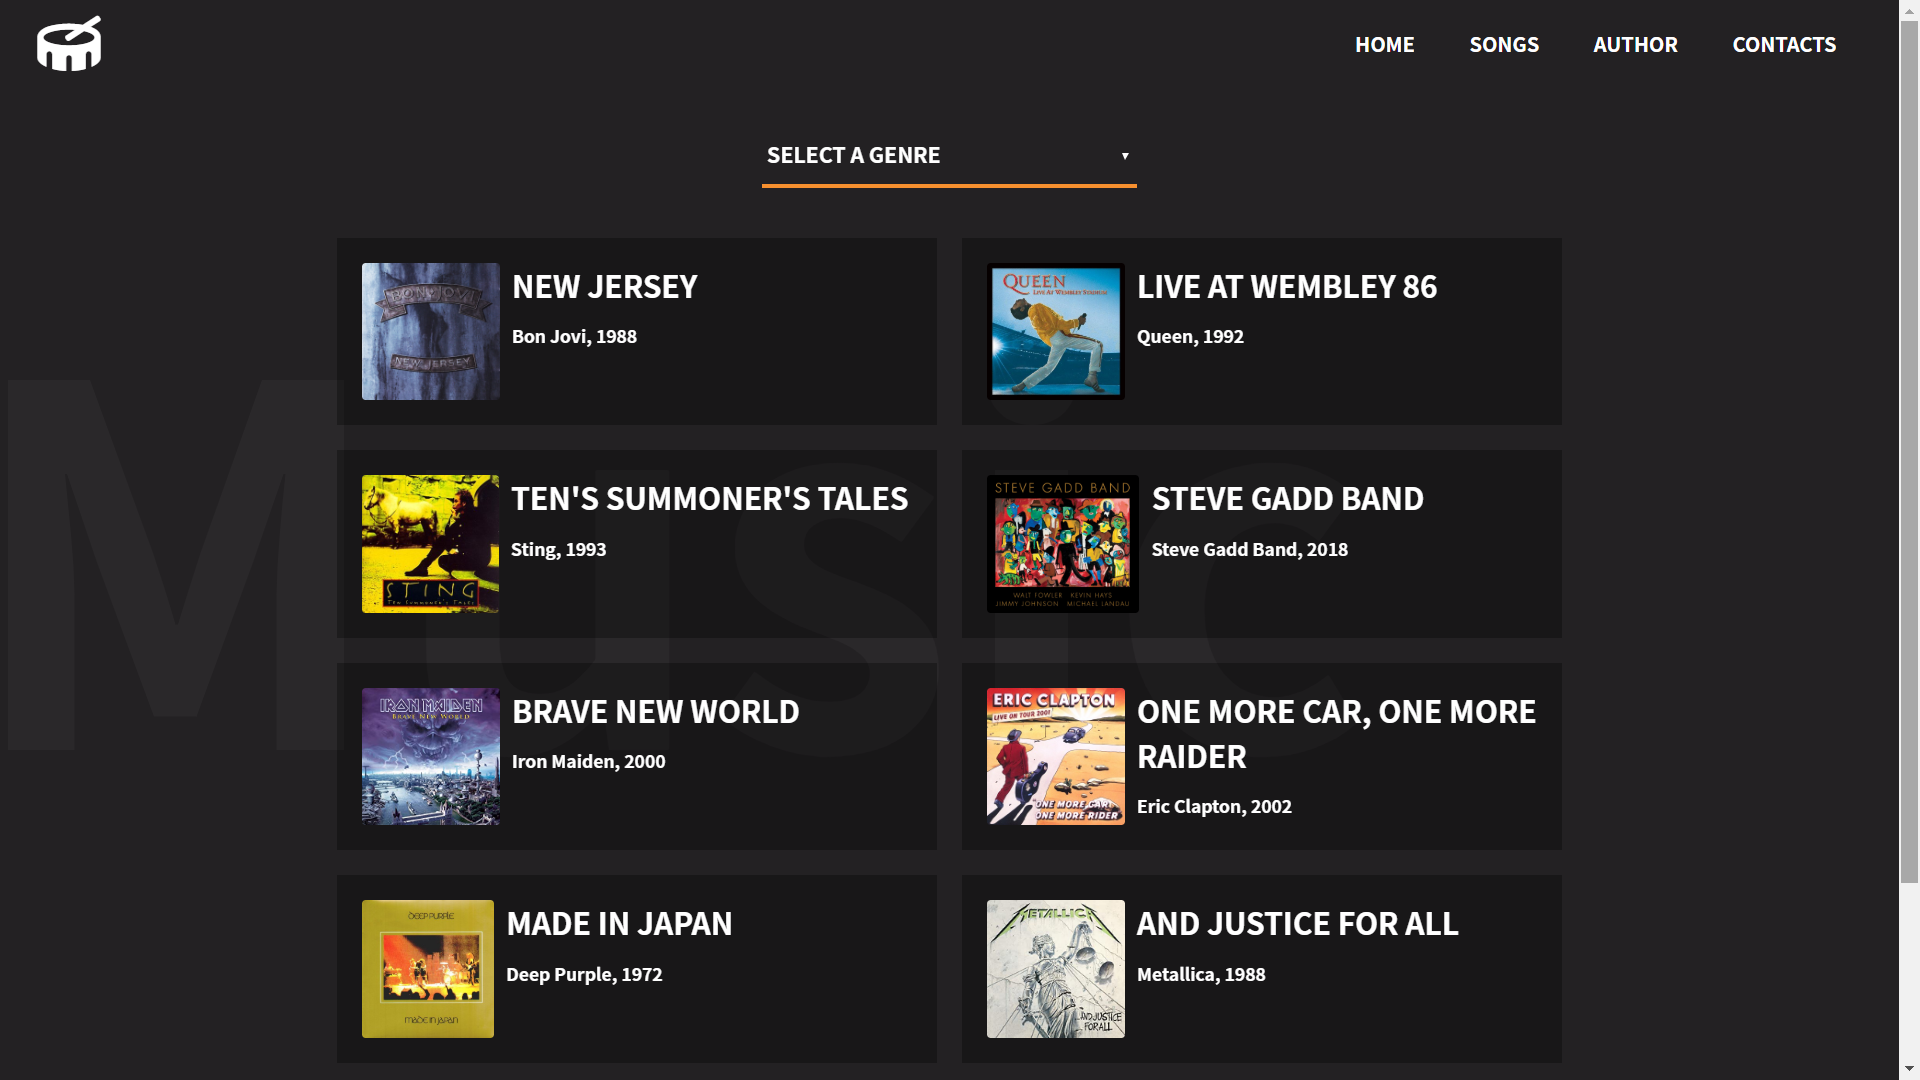 HOME
SONGS
AUTHOR
CONTACTS
SELECT A GENRE
Music
BON JOVI
NEW JERSEY
NEW JERSEY
Bon Jovi, 1988
QUEEN
LIVE AT WEMBLEY STADIUM
LIVE AT WEMBLEY 86
Queen, 1992
STING
TEN SUMMONER'S TALES
TEN'S SUMMONER'S TALES
Sting, 1993
STEVE GADD BAND
WALT FOWLER KEVIN HAYS
JIMMY JOHNSON MICHAEL LANDAU
STEVE GADD BAND
Steve Gadd Band, 2018
IRON MAIDEN
BRAVE NEW WORLD
BRAVE NEW WORLD
Iron Maiden, 2000
ERIC CLAPTON
LIVE ON TOUR 2001
ONE MORE CAR
ONE MORE RIDER
ONE MORE CAR, ONE MORE
RAIDER
Eric Clapton, 2002
DEEP PURPLE
MADE IN JAPAN
MADE IN JAPAN
Deep Purple, 1972
METALLICA
...AND JUSTICE
FOR ALL
AND JUSTICE FOR ALL
Metallica, 1988